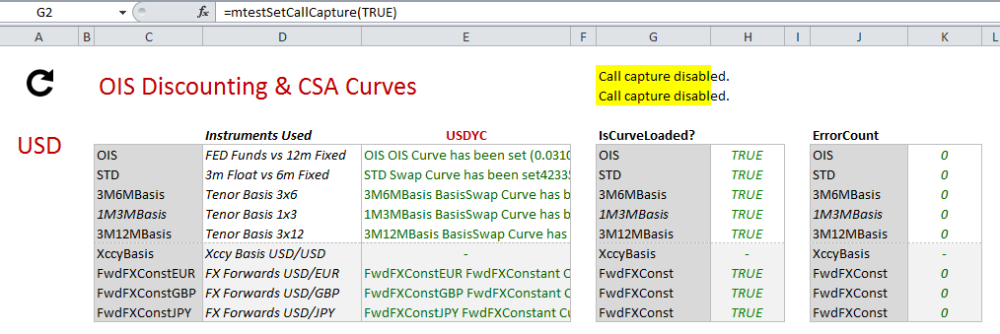 G2 fx =mtestSetCallCapture(TRUE)
A B C D E F G H I J K L
Call capture disabled.
OIS Discounting & CSA Curves
Call capture disabled.
USD
Instruments Used USDYC IsCurveLoaded? ErrorCount
OIS FED Funds vs 12m Fixed OIS OIS Curve has been set (0.0310 OIS TRUE OIS 0
STD 3m Float vs 6m Fixed STD Swap Curve has been set42335 STD TRUE STD 0
3M6MBasis Tenor Basis 3x6 3M6MBasis BasisSwap Curve has b 3M6MBasis TRUE 3M6MBasis 0
1M3MBasis Tenor Basis 1x3 1M3MBasis BasisSwap Curve has b 1M3MBasis TRUE 1M3MBasis 0
3M12MBasis Tenor Basis 3x12 3M12MBasis BasisSwap Curve has 3M12MBasis TRUE 3M12MBasis 0
XccyBasis Xccy Basis USD/USD - XccyBasis - XccyBasis -
FwdFXConstEUR FX Forwards USD/EUR FwdFXConstEUR FwdFXConstant C FwdFXConst TRUE FwdFXConst 0
FwdFXConstGBP FX Forwards USD/GBP FwdFXConstGBP FwdFXConstant C FwdFXConst TRUE FwdFXConst 0
FwdFXConstJPY FX Forwards USD/JPY FwdFXConstJPY FwdFXConstant Cu FwdFXConst TRUE FwdFXConst 0